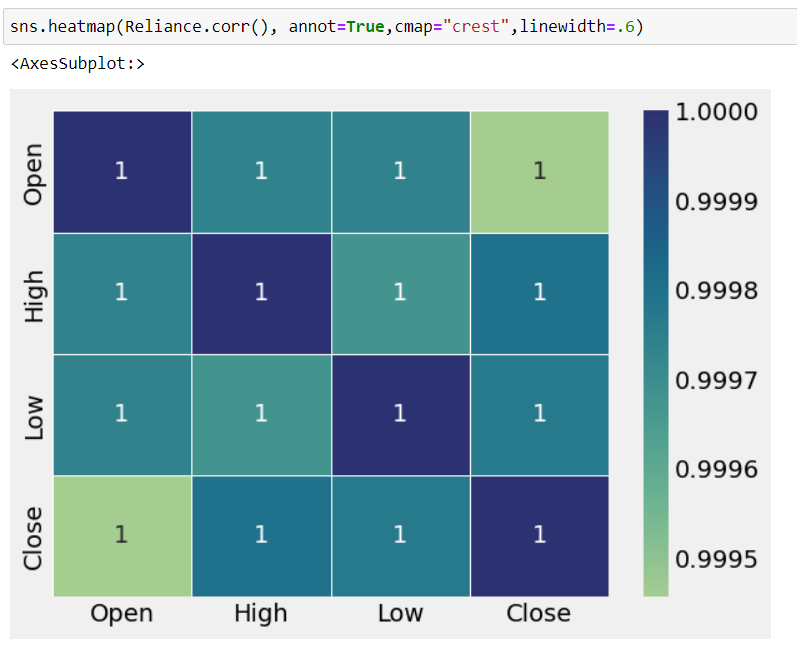 sns.heatmap(Reliance.corr(), annot=True,cmap="crest",linewidth=.6)
<AxesSubplot:>
1.0000
Open 1 1 1 1
0.9999
High 1 1 1 1
0.9998
0.9997
Low 1 1 1 1
0.9996
Close 1 1 1 1
0.9995
Open High Low Close